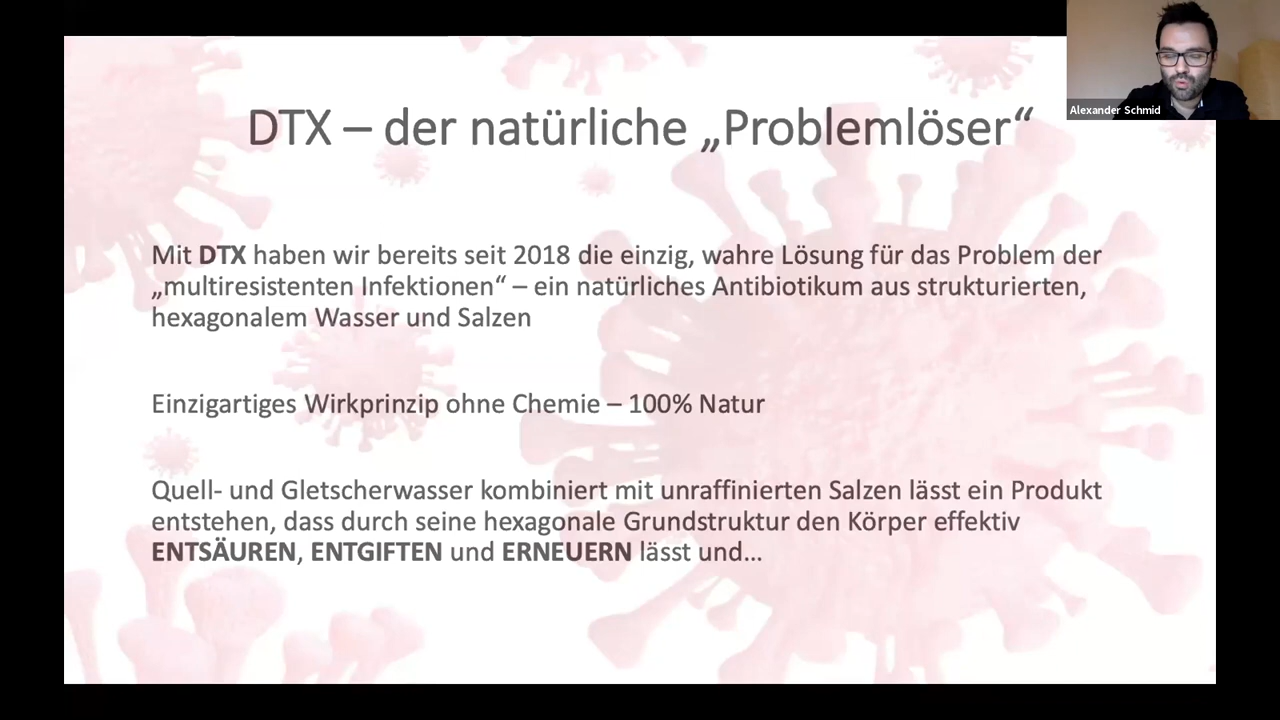 DTX – der natürliche „Problemlöser“
Alexander Schmid
Mit DTX haben wir bereits seit 2018 die einzig, wahre Lösung für das Problem der
„multiresistenten Infektionen“ – ein natürliches Antibiotikum aus strukturierten,
hexagonalem Wasser und Salzen
Einzigartiges Wirkprinzip ohne Chemie – 100% Natur
Quell- und Gletscherwasser kombiniert mit unraffinierten Salzen lässt ein Produkt
entstehen, dass durch seine hexagonale Grundstruktur den Körper effektiv
ENTSÄUREN, ENTGIFTEN und ERNEUERN lässt und…